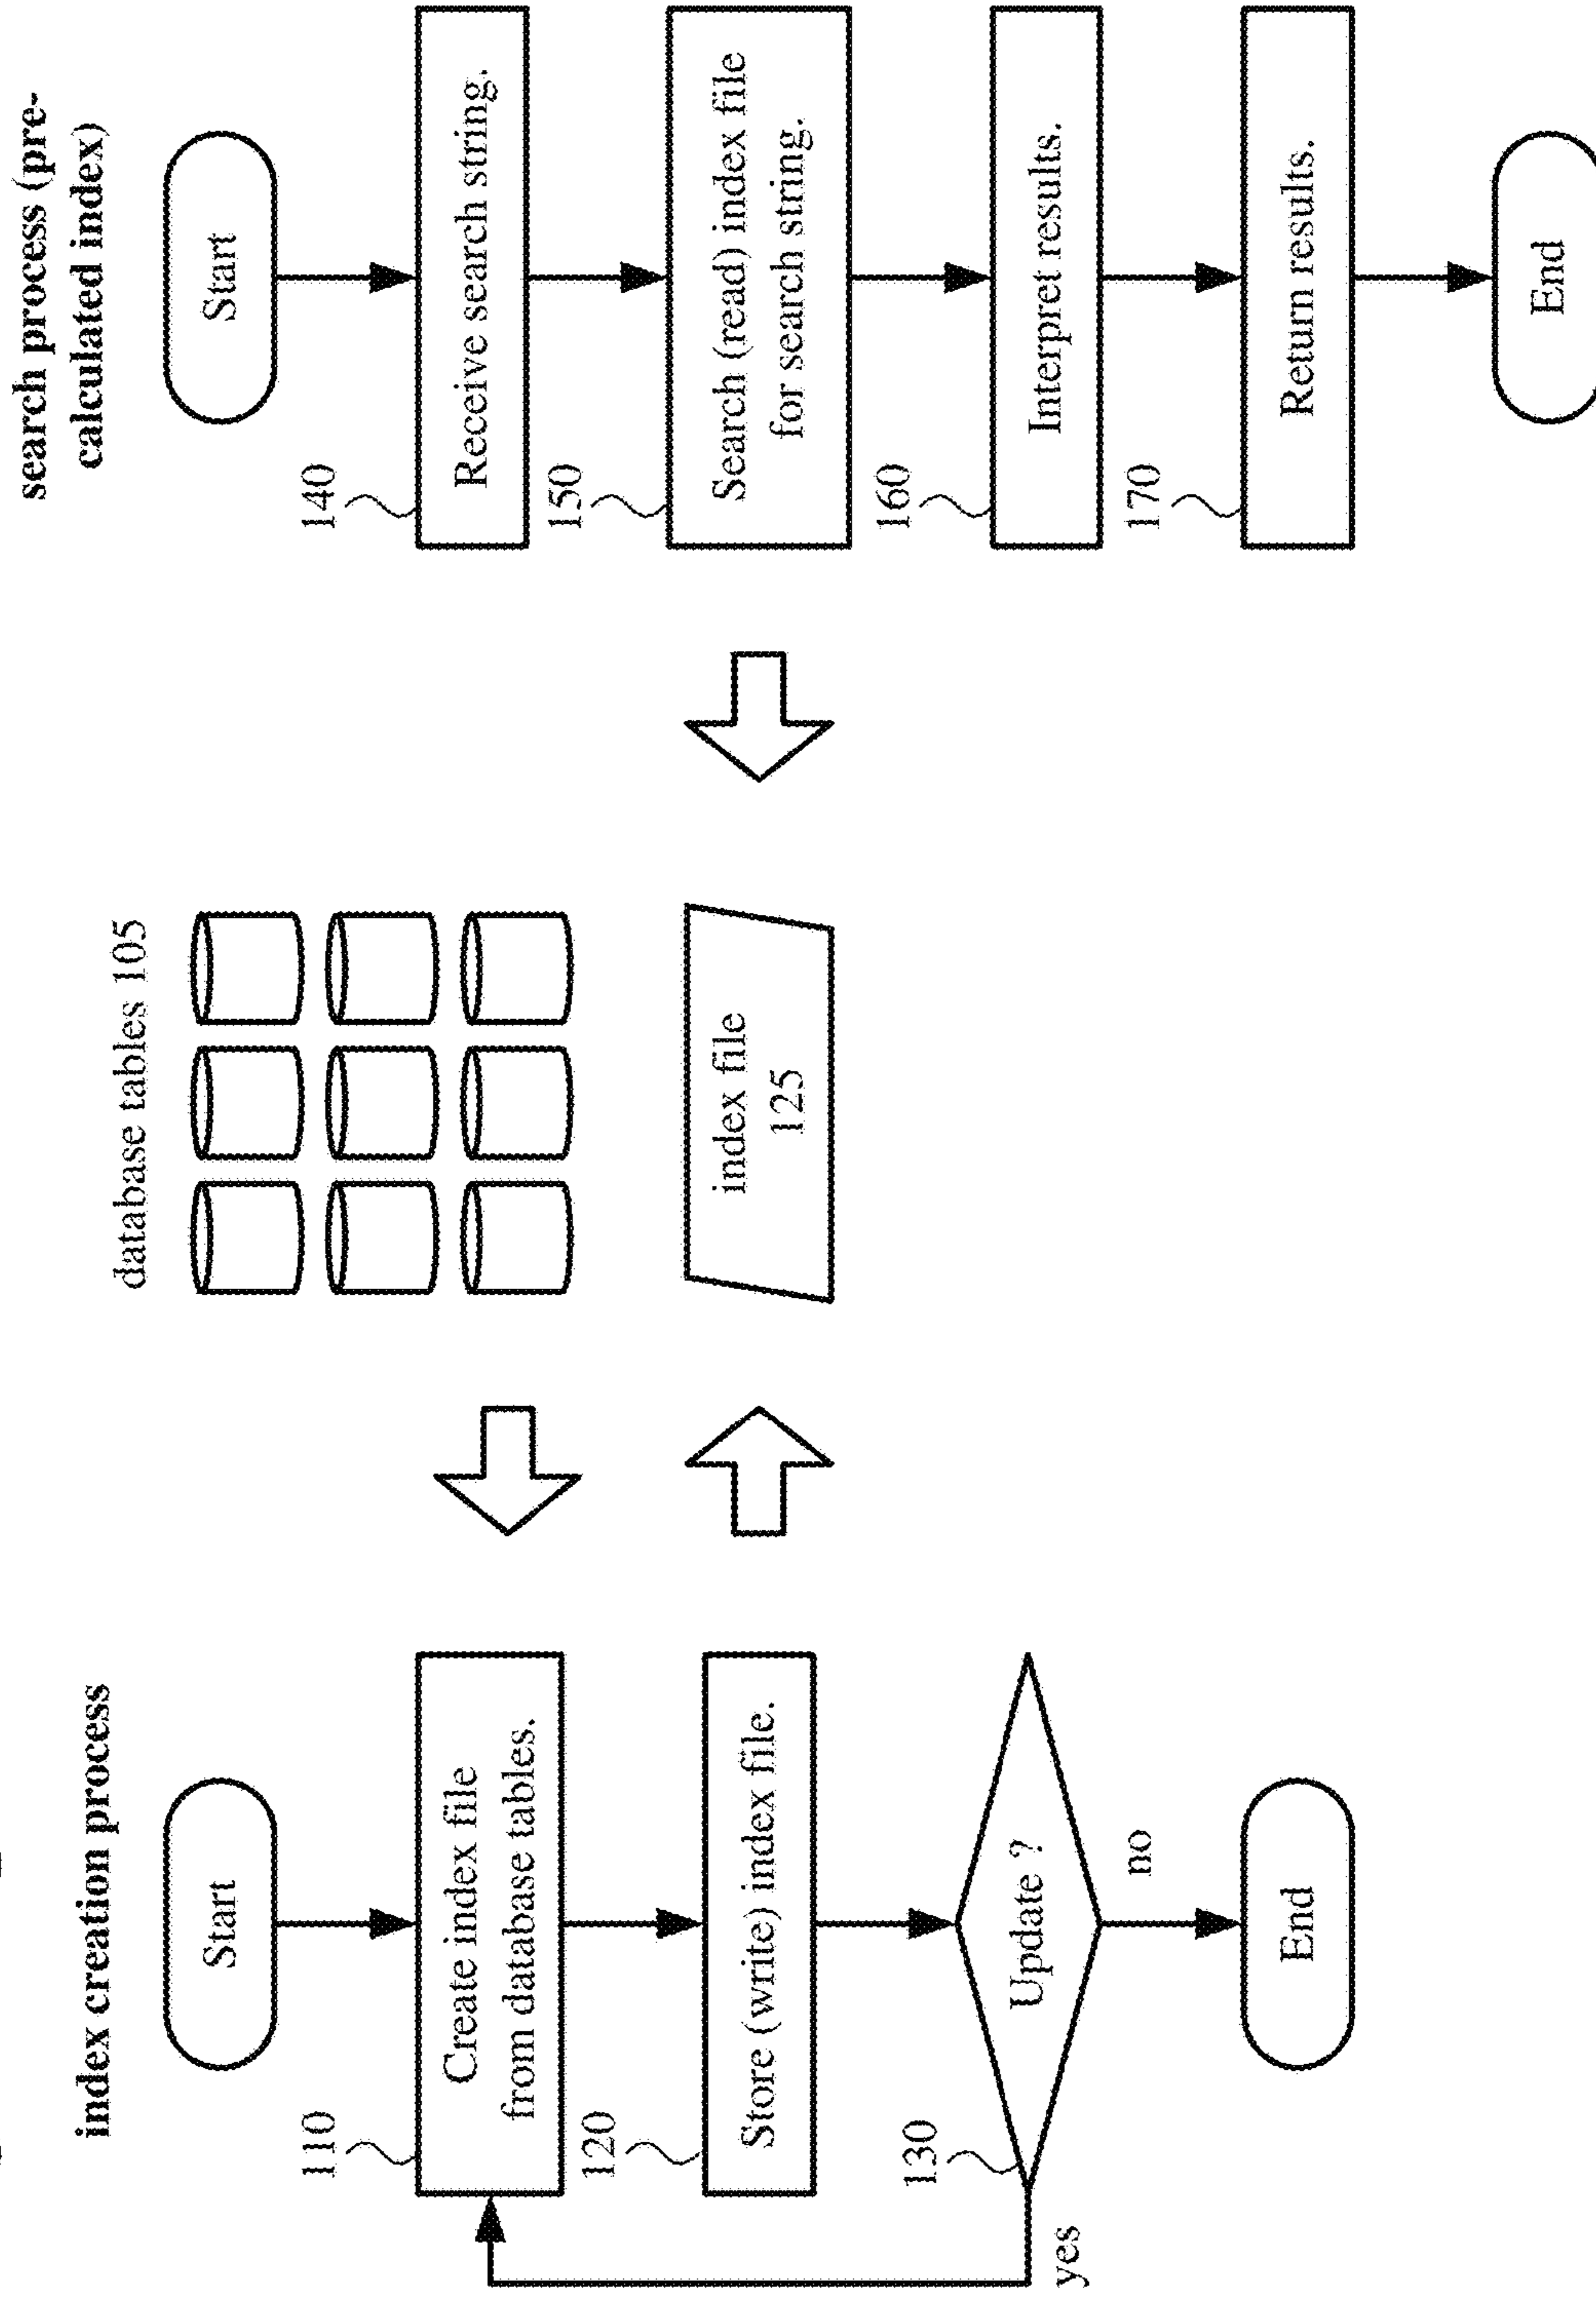 index creation process
Start
110
Create index file
from database tables.
120
Store (write) index file.
130
Update ?
yes
no
End
database tables 105
index file
125
search process (pre-
calculated index)
Start
140
Receive search string.
150
Search (read) index file
for search string.
160
Interpret results.
170
Return results.
End